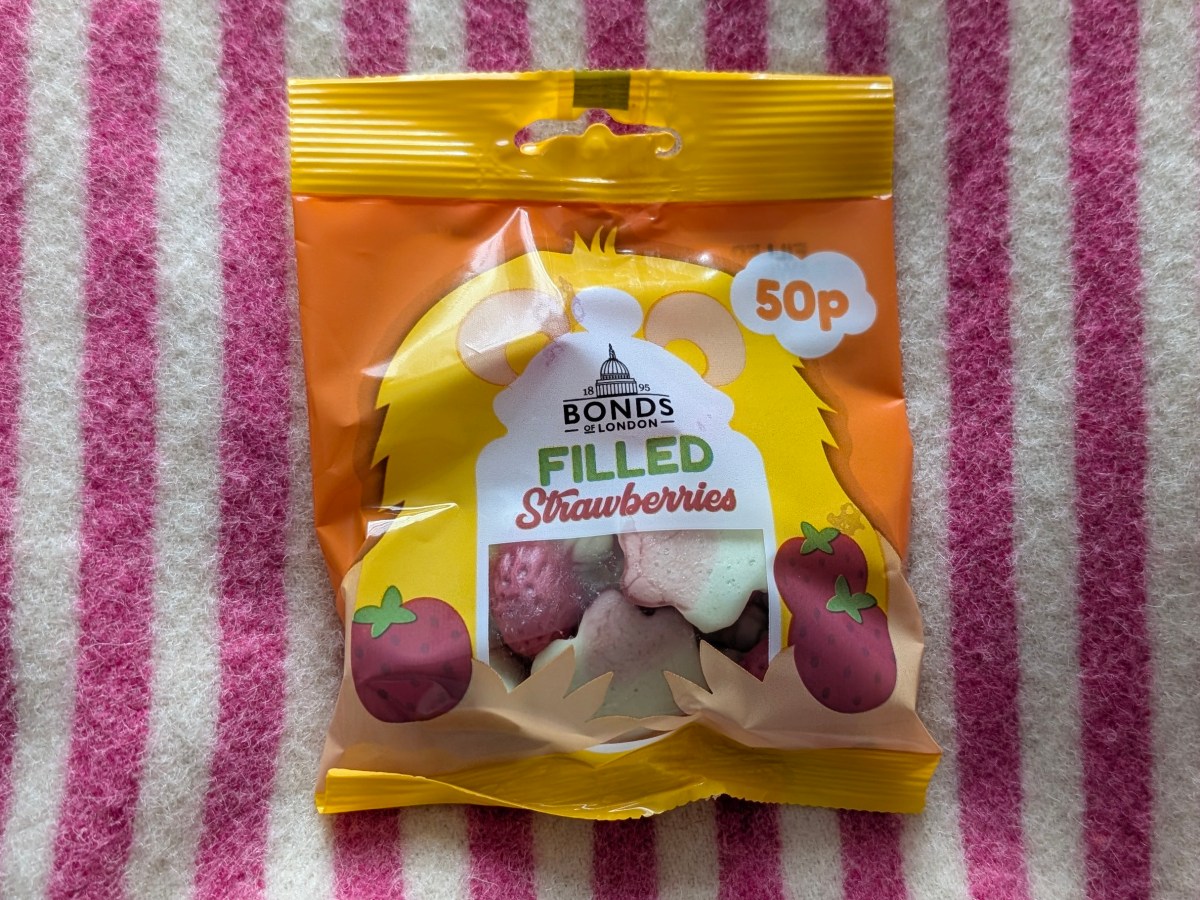 50p
18 95
BONDS
OF LONDON
FILLED
Strawberries